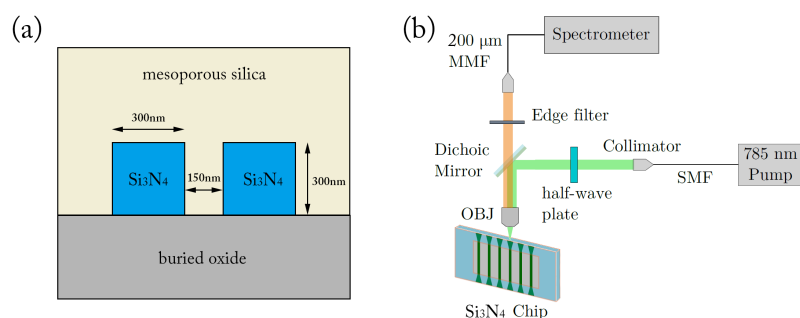 (a)
mesoporous silica
300nm
Si3N4
150nm
Si3N4
300nm
buried oxide
(b)
200 μm
MMF
Spectrometer
Edge filter
Dichoic
Mirror
Collimator
785 nm
Pump
SMF
half-wave
plate
OBJ
Si3N4 Chip